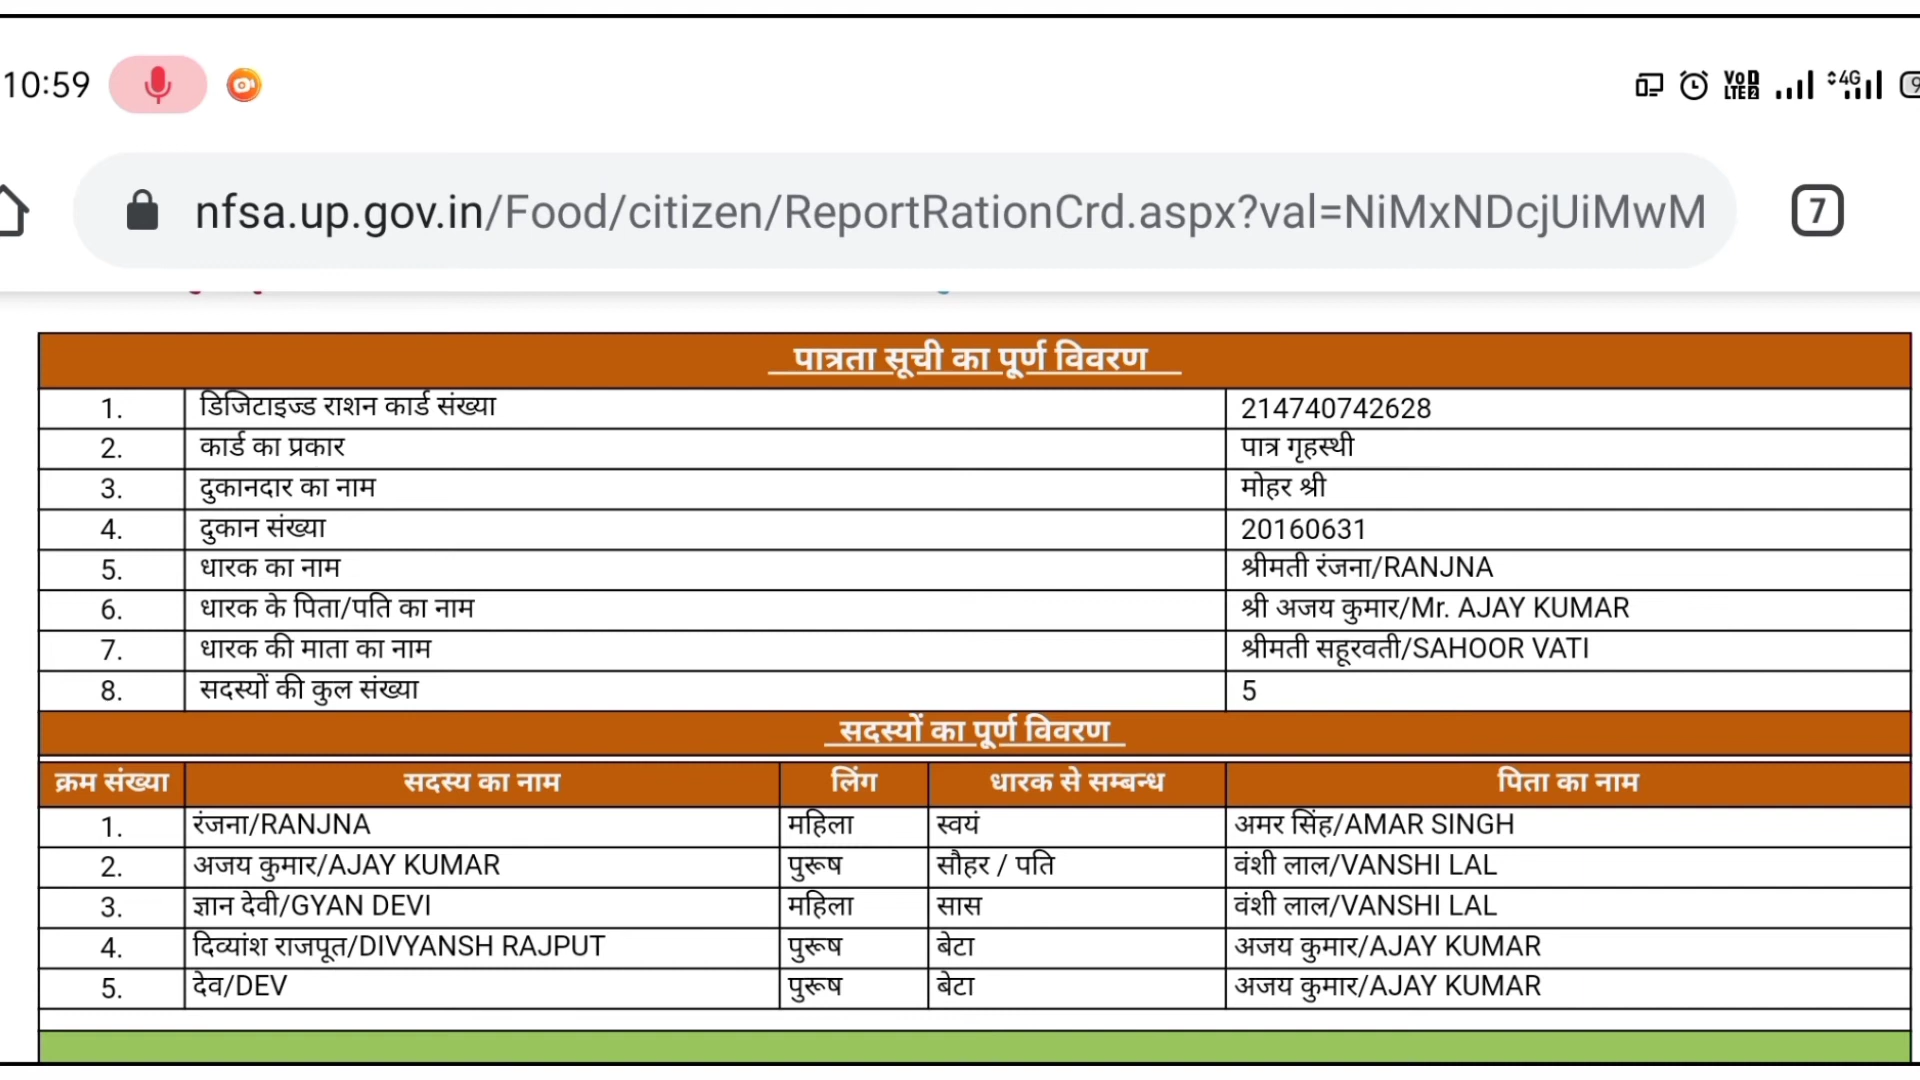 10:59
Vo LTE 2 4G
nfsa.up.gov.in/Food/citizen/ReportRationCrd.aspx?val=NiMxNDcjUiMwM 7
पात्रता सूची का पूर्ण विवरण
1. डिजिटाइज्ड राशन कार्ड संख्या 214740742628
2. कार्ड का प्रकार पात्र गृहस्थी
3. दुकानदार का नाम मोहर श्री
4. दुकान संख्या 20160631
5. धारक का नाम श्रीमती रंजना/RANJNA
6. धारक के पिता/पति का नाम श्री अजय कुमार/Mr. AJAY KUMAR
7. धारक की माता का नाम श्रीमती सहूरवती/SAHOOR VATI
8. सदस्यों की कुल संख्या 5
सदस्यों का पूर्ण विवरण
क्रम संख्या सदस्य का नाम लिंग धारक से सम्बन्ध पिता का नाम
1. रंजना/RANJNA महिला स्वयं अमर सिंह/AMAR SINGH
2. अजय कुमार/AJAY KUMAR पुरूष सौहर / पति वंशी लाल/VANSHI LAL
3. ज्ञान देवी/GYAN DEVI महिला सास वंशी लाल/VANSHI LAL
4. दिव्यांश राजपूत/DIVYANSH RAJPUT पुरूष बेटा अजय कुमार/AJAY KUMAR
5. देव/DEV पुरूष बेटा अजय कुमार/AJAY KUMAR